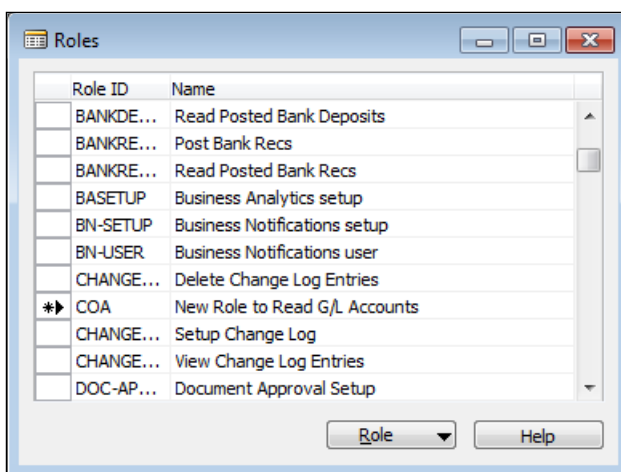 Roles
Role ID Name
BANKDE... Read Posted Bank Deposits
BANKRE... Post Bank Recs
BANKRE... Read Posted Bank Recs
BASETUP Business Analytics setup
BN-SETUP Business Notifications setup
BN-USER Business Notifications user
CHANGE... Delete Change Log Entries
COA New Role to Read G/L Accounts
CHANGE... Setup Change Log
CHANGE... View Change Log Entries
DOC-AP... Document Approval Setup
Role Help